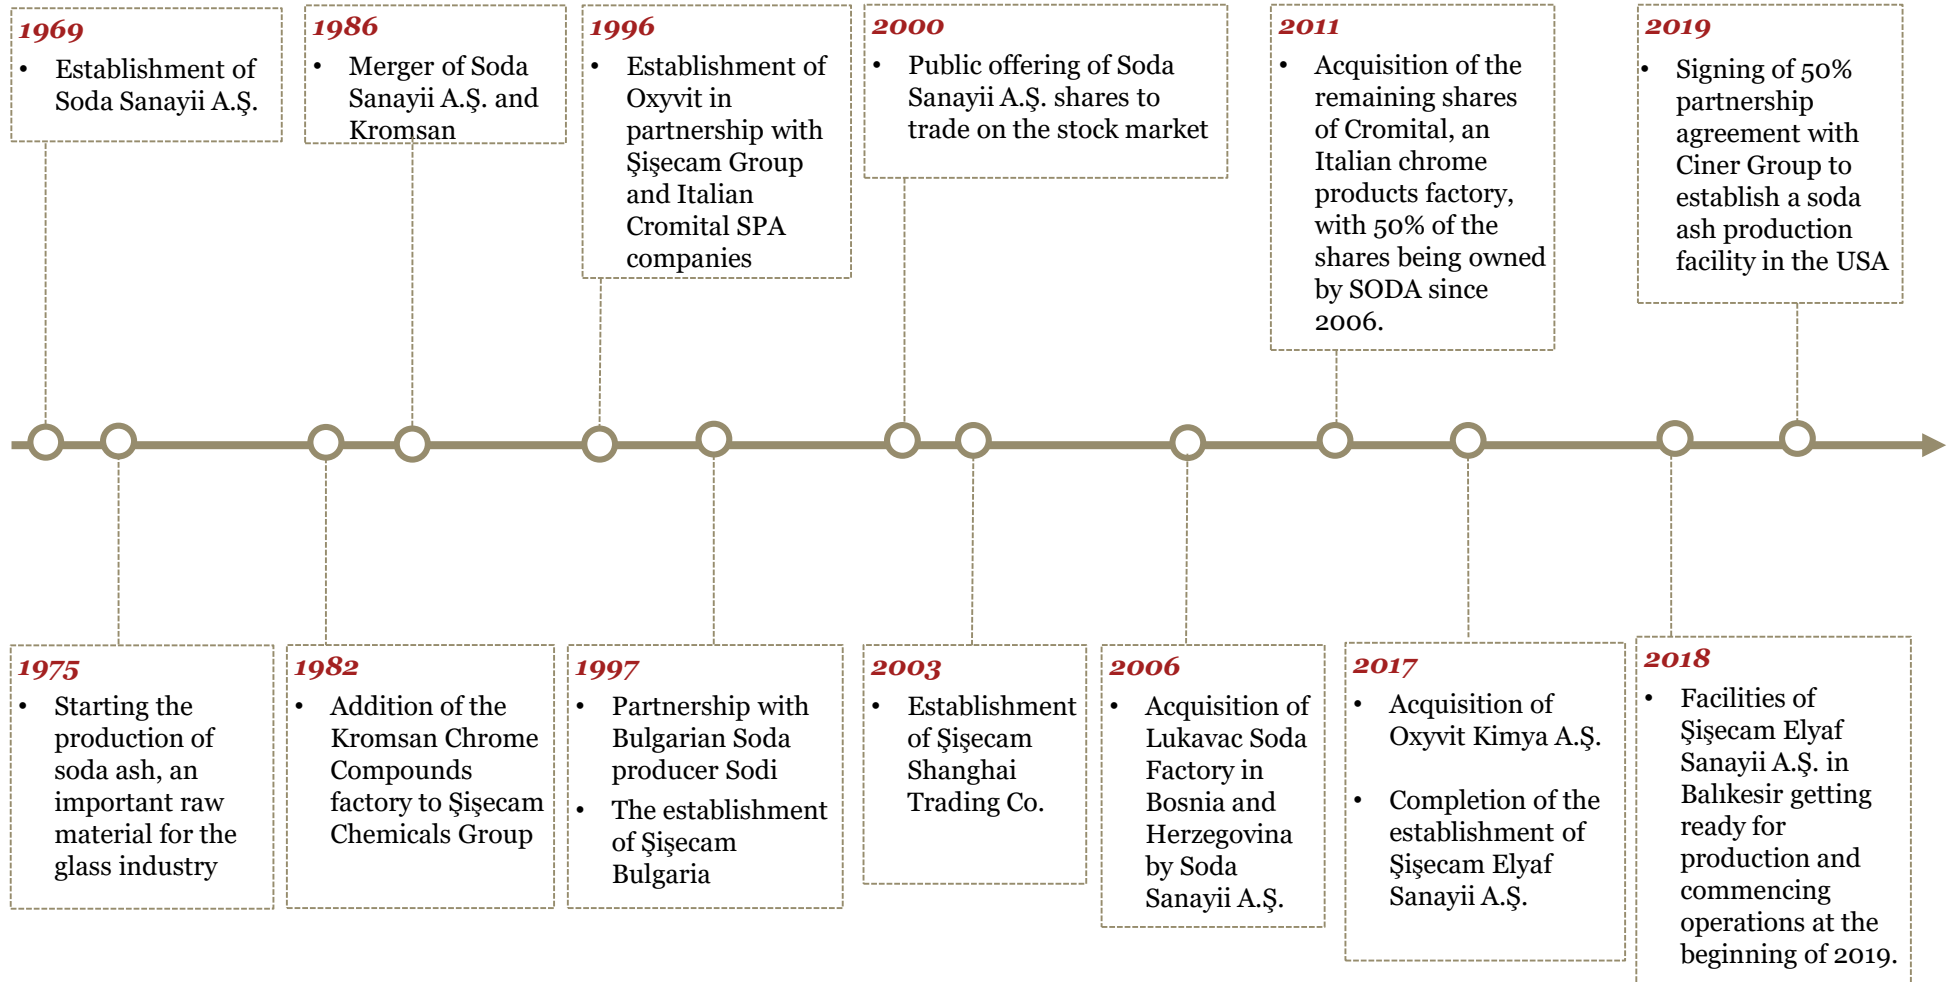 1969
• Establishment of
Soda Sanayii A.Ş.
1986
• Merger of Soda
Sanayii A.Ş. and
Kromsan
1996
• Establishment of
Oxyvit in
partnership with
Şişecam Group
and Italian
Cromital SPA
companies
2000
• Public offering of Soda
Sanayii A.Ş. shares to
trade on the stock market
2011
• Acquisition of the
remaining shares
of Cromital, an
Italian chrome
products factory,
with 50% of the
shares being owned
by SODA since
2006.
2019
• Signing of 50%
partnership
agreement with
Ciner Group to
establish a soda
ash production
facility in the USA
1975
• Starting the
production of
soda ash, an
important raw
material for the
glass industry
1982
• Addition of the
Kromsan Chrome
Compounds
factory to Şişecam
Chemicals Group
1997
• Partnership with
Bulgarian Soda
producer Sodi
• The establishment
of Şişecam
Bulgaria
2003
• Establishment
of Şişecam
Shanghai
Trading Co.
2006
• Acquisition of
Lukavac Soda
Factory in
Bosnia and
Herzegovina
by Soda
Sanayii A.Ş.
2017
• Acquisition of
Oxyvit Kimya A.Ş.
• Completion of the
establishment of
Şişecam Elyaf
Sanayii A.Ş.
2018
• Facilities of
Şişecam Elyaf
Sanayii A.Ş. in
Balıkesir getting
ready for
production and
commencing
operations at the
beginning of 2019.